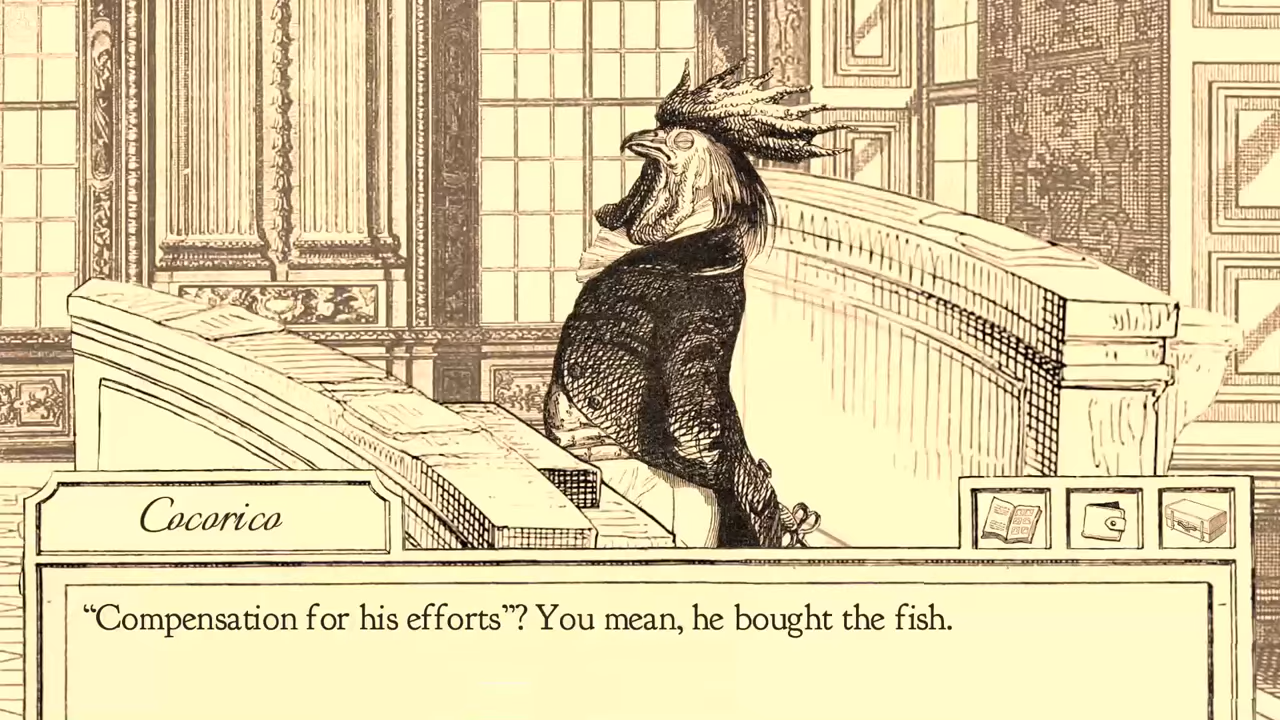 Cocorico
“Compensation for his efforts”? You mean, he bought the fish.